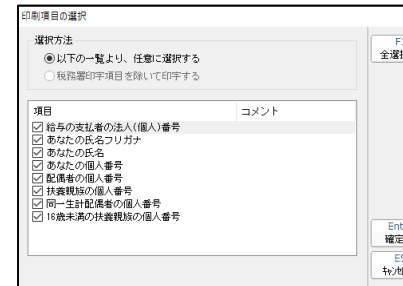 印刷項目の選択
選択方法
以下の一覧より、任意に選択する
税務署印字項目を除いて印字する
項目 コメント
給与の支払者の法人(個人)番号
あなたの氏名フリガナ
あなたの氏名
あなたの個人番号
配偶者の個人番号
扶養親族の個人番号
同一生計配偶者の個人番号
16歳未満の扶養親族の個人番号
F
全選
Ent
確定
ES
ｷｬﾝｾ